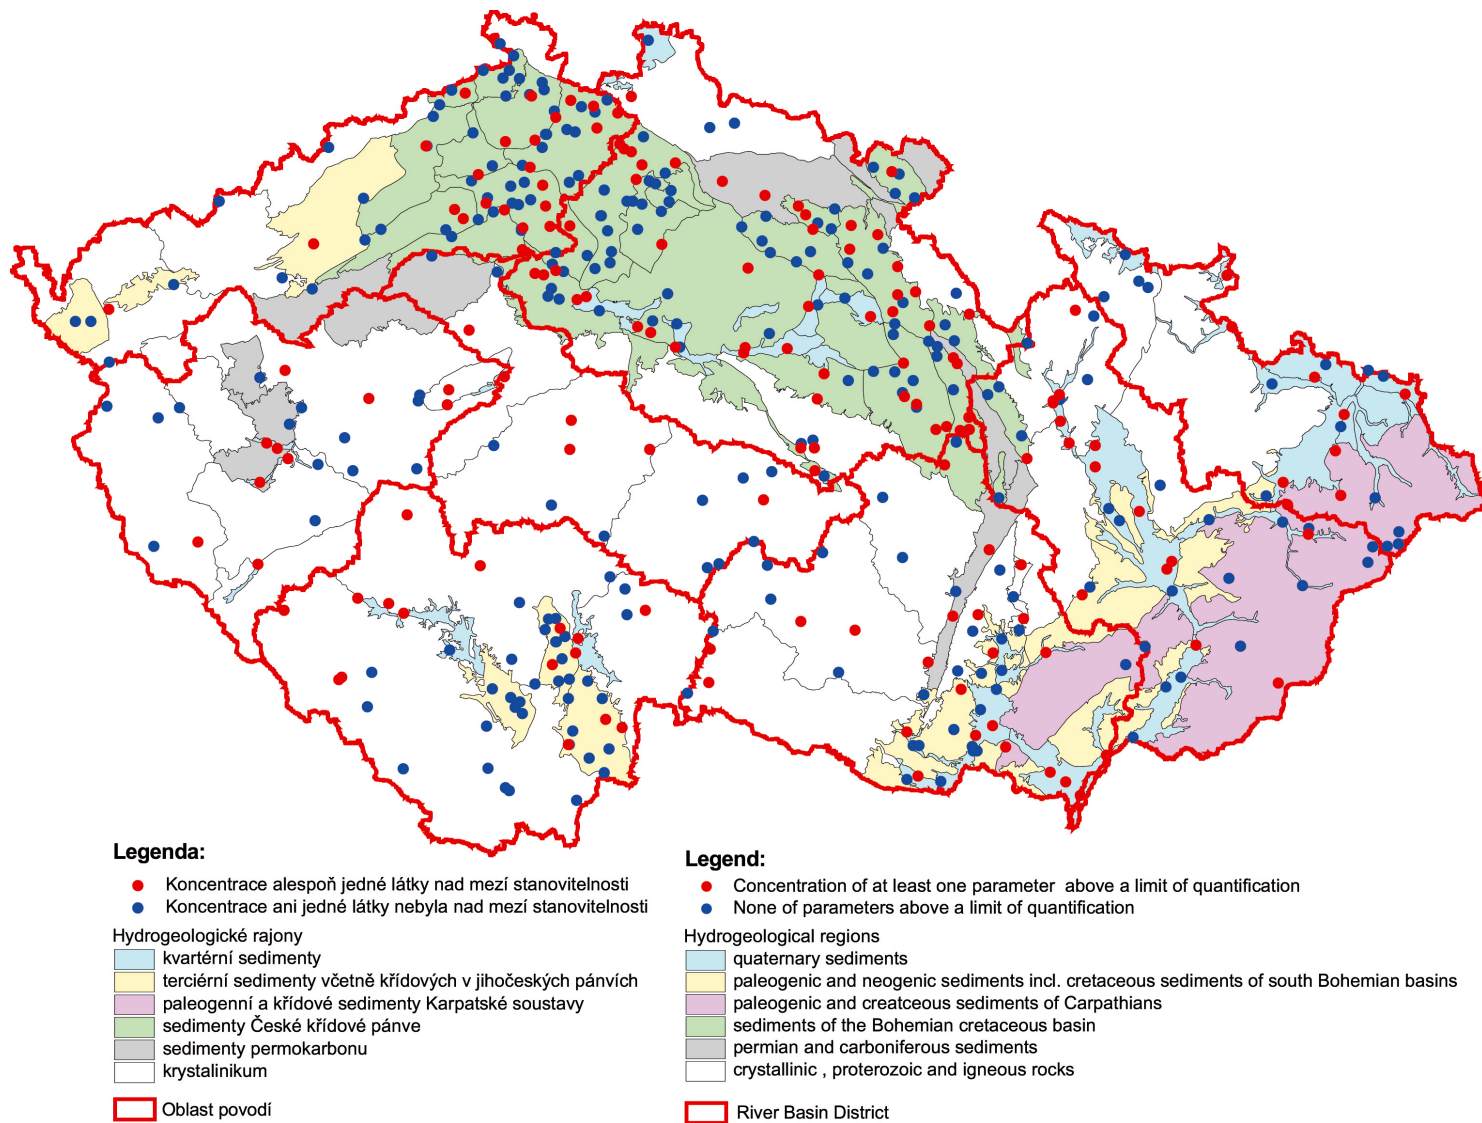 Legenda:
Koncentrace alespoň jedné látky nad mezí stanovitelnosti
Koncentrace ani jedné látky nebyla nad mezí stanovitelnosti
Hydrogeologické rajony
kvartérní sedimenty
terciérní sedimenty včetně křídových v jihočeských pánvích
paleogenní a křídové sedimenty Karpatské soustavy
sedimenty České křídové pánve
sedimenty permokarbonu
krystalinikum
Oblast povodí
Legend:
Concentration of at least one parameter above a limit of quantification
None of parameters above a limit of quantification
Hydrogeological regions
quaternary sediments
paleogenic and neogenic sediments incl. cretaceous sediments of south Bohemian basins
paleogenic and creatceous sediments of Carpathians
sediments of the Bohemian cretaceous basin
permian and carboniferous sediments
crystallinic , proterozoic and igneous rocks
River Basin District